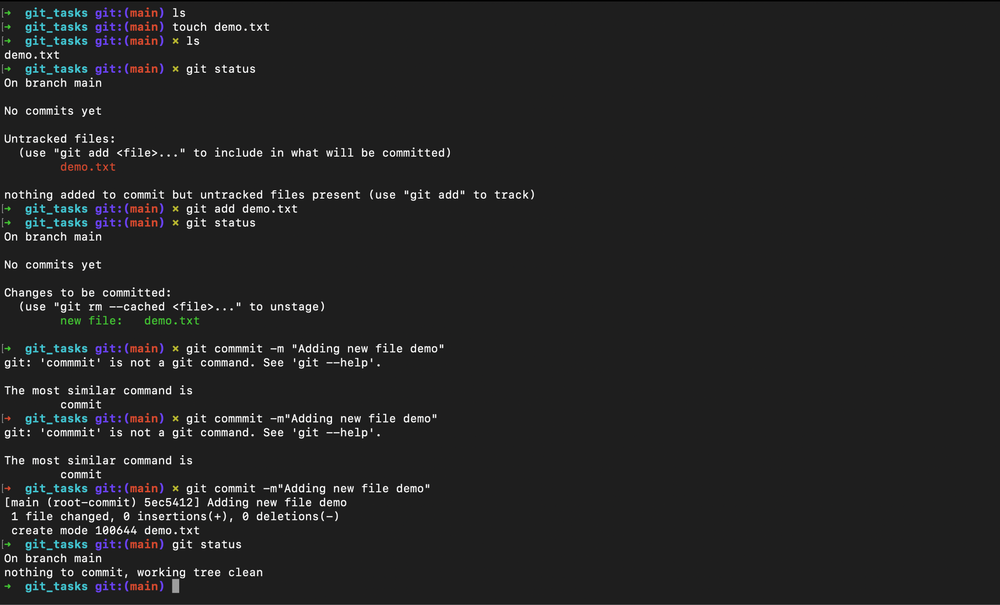 ➜  git_tasks git:(main) ls
➜  git_tasks git:(main) touch demo.txt
➜  git_tasks git:(main) ✗ ls
demo.txt
➜  git_tasks git:(main) ✗ git status
On branch main

No commits yet

Untracked files:
  (use "git add <file>..." to include in what will be committed)
        demo.txt

nothing added to commit but untracked files present (use "git add" to track)
➜  git_tasks git:(main) ✗ git add demo.txt
➜  git_tasks git:(main) ✗ git status
On branch main

No commits yet

Changes to be committed:
  (use "git rm --cached <file>..." to unstage)
        new file:   demo.txt

➜  git_tasks git:(main) ✗ git commmit -m "Adding new file demo"
git: 'commmit' is not a git command. See 'git --help'.

The most similar command is
        commit
➜  git_tasks git:(main) ✗ git commmit -m"Adding new file demo"
git: 'commmit' is not a git command. See 'git --help'.

The most similar command is
        commit
➜  git_tasks git:(main) ✗ git commit -m"Adding new file demo"
[main (root-commit) 5ec5412] Adding new file demo
 1 file changed, 0 insertions(+), 0 deletions(-)
 create mode 100644 demo.txt
➜  git_tasks git:(main) git status
On branch main
nothing to commit, working tree clean
➜  git_tasks git:(main)